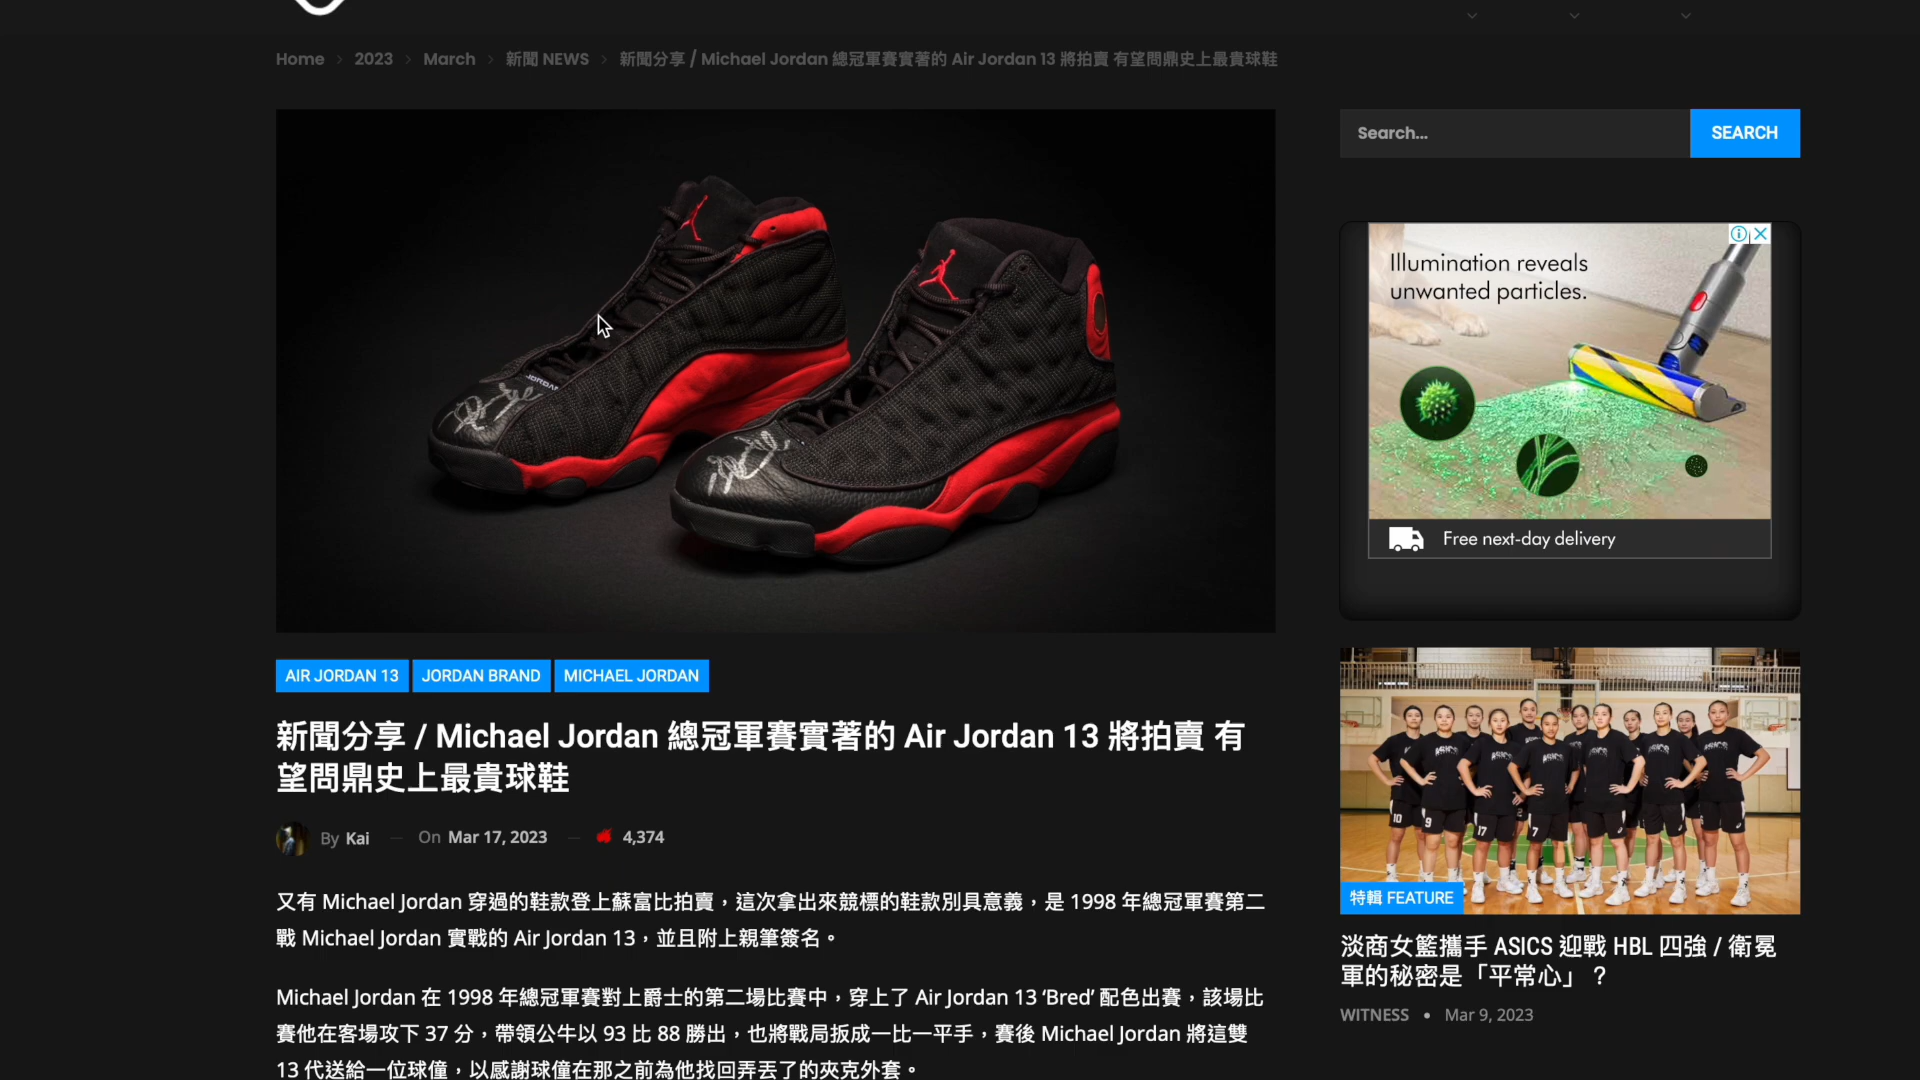 Home > 2023 > March > 新聞 NEWS > 新聞分享 / Michael Jordan 總冠軍賽實著的 Air Jordan 13 將拍賣 有望問鼎史上最貴球鞋
Search...
SEARCH
Illumination reveals
unwanted particles.
Free next-day delivery
AIR JORDAN 13
JORDAN BRAND
MICHAEL JORDAN
新聞分享 / Michael Jordan 總冠軍賽實著的 Air Jordan 13 將拍賣 有
望問鼎史上最貴球鞋
By Kai — On Mar 17, 2023 — 4,374
又有 Michael Jordan 穿過的鞋款登上蘇富比拍賣，這次拿出來競標的鞋款別具意義，是 1998 年總冠軍賽第二
戰 Michael Jordan 實戰的 Air Jordan 13，並且附上親筆簽名。
Michael Jordan 在 1998 年總冠軍賽對上爵士的第二場比賽中，穿上了 Air Jordan 13 ‘Bred’ 配色出賽，該場比
賽他在客場攻下 37 分，帶領公牛以 93 比 88 勝出，也將戰局扳成一比一平手，賽後 Michael Jordan 將這雙
13 代送給一位球僮，以感謝球僮在那之前為他找回弄丟了的夾克外套。
ASICS
10
9
17
7
特輯 FEATURE
淡商女籃攜手 ASICS 迎戰 HBL 四強 / 衛冕
軍的秘密是「平常心」？
WITNESS • Mar 9, 2023